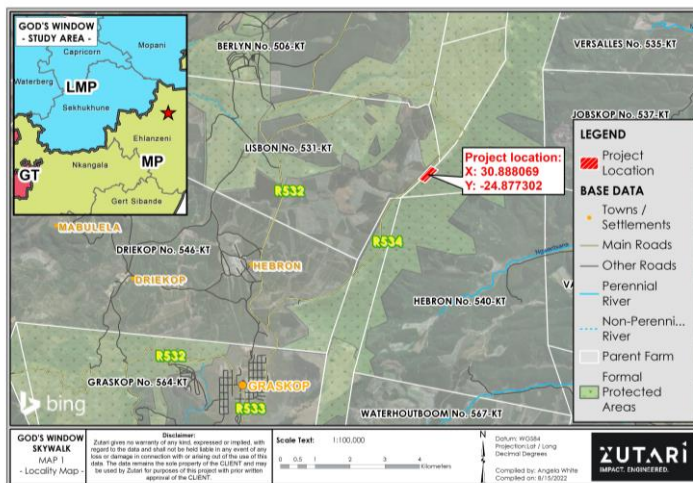 GOD'S WINDOW
- STUDY AREA -
Capricorn
Mopani
Waterberg
LMP
Sekhukhune
Ehlanzeni
Nkangala
MP
GT
Gert Sibande
BERLYN No. 506-KT
VERSALLES No. 535-KT
JOBSKOP No. 537-KT
LISBON No. 531-KT
R532
Project location:
X: 30.888069
Y: -24.877302
MABULELA
R534
DRIEKOP No. 546-KT
HEBRON
DRIEKOP
HEBRON No. 540-KT
VA
R532
GRASKOP No. 564-KT
GRASKOP
R533
WATERHOUTBOOM No. 567-KT
bing
LEGEND
Project
Location
BASE DATA
Towns /
Settlements
Main Roads
Other Roads
Perennial
River
Non-Perenni...
River
Parent Farm
Formal
Protected
Areas
GOD'S WINDOW
SKYWALK
MAP 1
- Locality Map -
Disclaimer:
Zutari gives no warranty of any kind, expressed or implied, with
regard to the data and shall not be held liable in any event of any
loss or damage in connection with or arising out of the use of this
data. The data remains the sole property of the CLIENT and may
be used by Zutari for purposes of this project with prior written
approval of the CLIENT.
Scale Text: 1:100,000
0 0.5 1 2 3 4
Kilometers
N
Datum: WGS84
Projection: Lat / Long
Decimal Degrees
Compiled by: Angela White
Compiled on: 8/15/2022
ZUTARI
IMPACT. ENGINEERED.